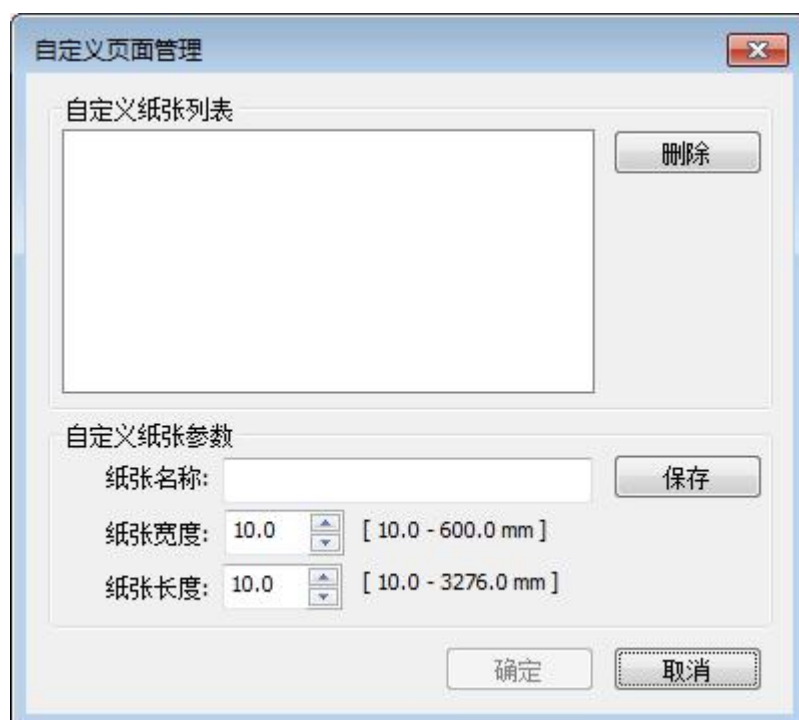 自定义页面管理
自定义纸张列表
删除
自定义纸张参数
纸张名称:
保存
纸张宽度: 10.0 [ 10.0 - 600.0 mm ]
纸张长度: 10.0 [ 10.0 - 3276.0 mm ]
确定 取消